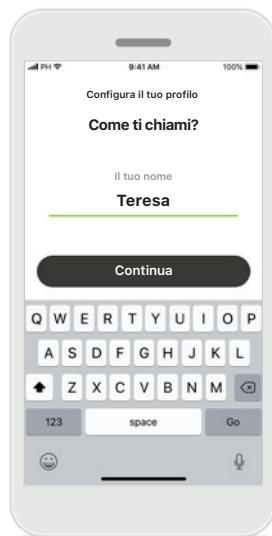 PH 9:41 AM 100%
Configura il tuo profilo
Come ti chiami?
Il tuo nome
Teresa
Continua
Q W E R T Y U I O P
A S D F G H J K L
Z X C V B N M
123 space Go